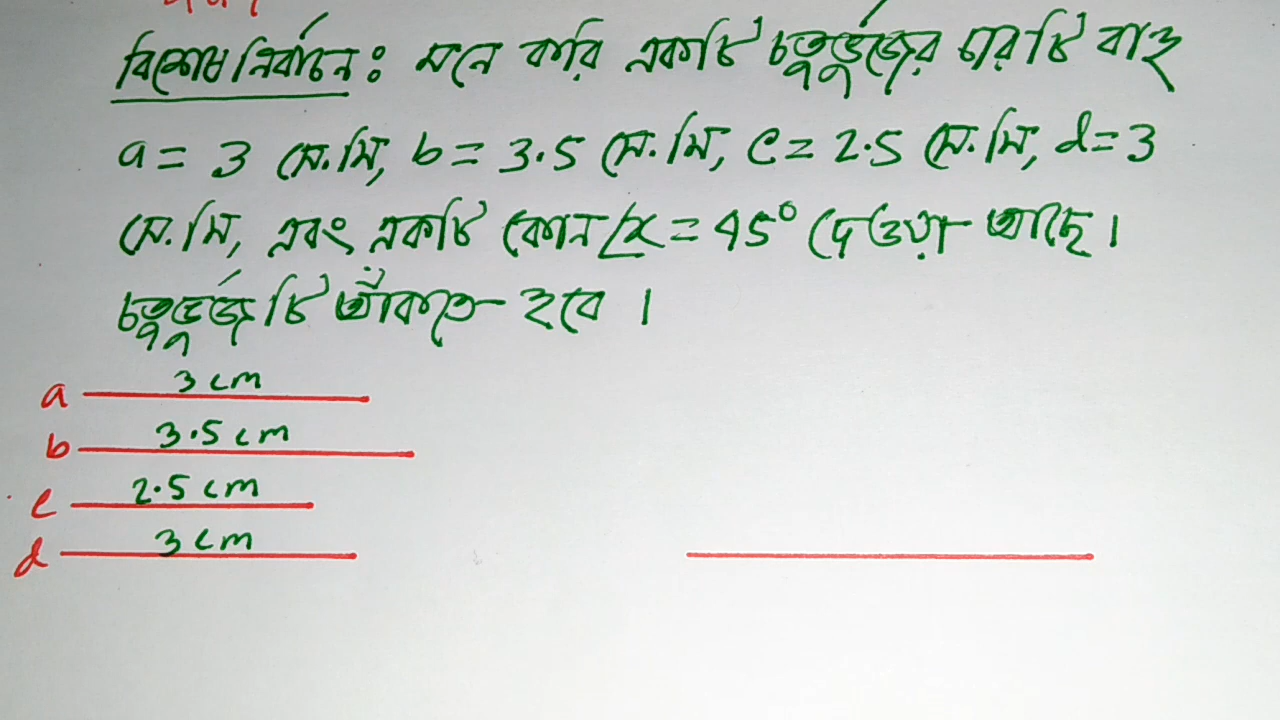 বিশেষ নির্বাচন : মনে করি একটি চতুর্ভুজের চারটি বাহু
a = 3 সে.মি, b = 3.5 সে.মি, c = 2.5 সে.মি, d = 3
সে.মি, এবং একটি কোন ∠x = 45° দেওয়া আছে।
চতুর্ভুজটি আঁকতে হবে ।
a 3 cm
b 3.5 cm
c 2.5 cm
d 3 cm